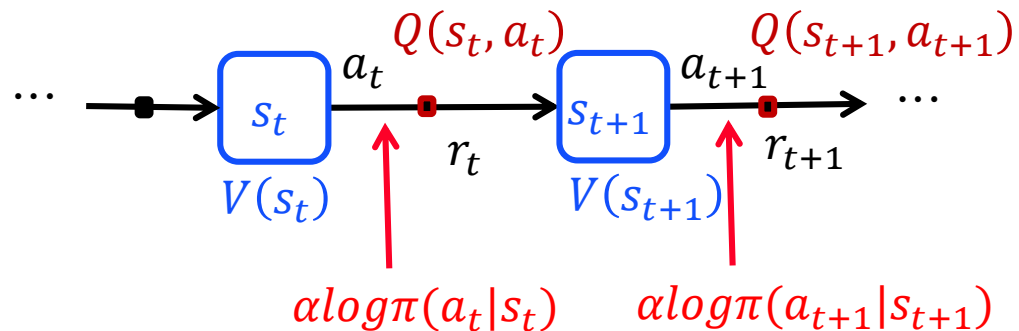 Q(s_t, a_t) Q(s_{t+1}, a_{t+1})
a_t a_{t+1}
⋯ s_t s_{t+1} ⋯
r_t r_{t+1}
V(s_t) V(s_{t+1})
αlogπ(a_t|s_t) αlogπ(a_{t+1}|s_{t+1})